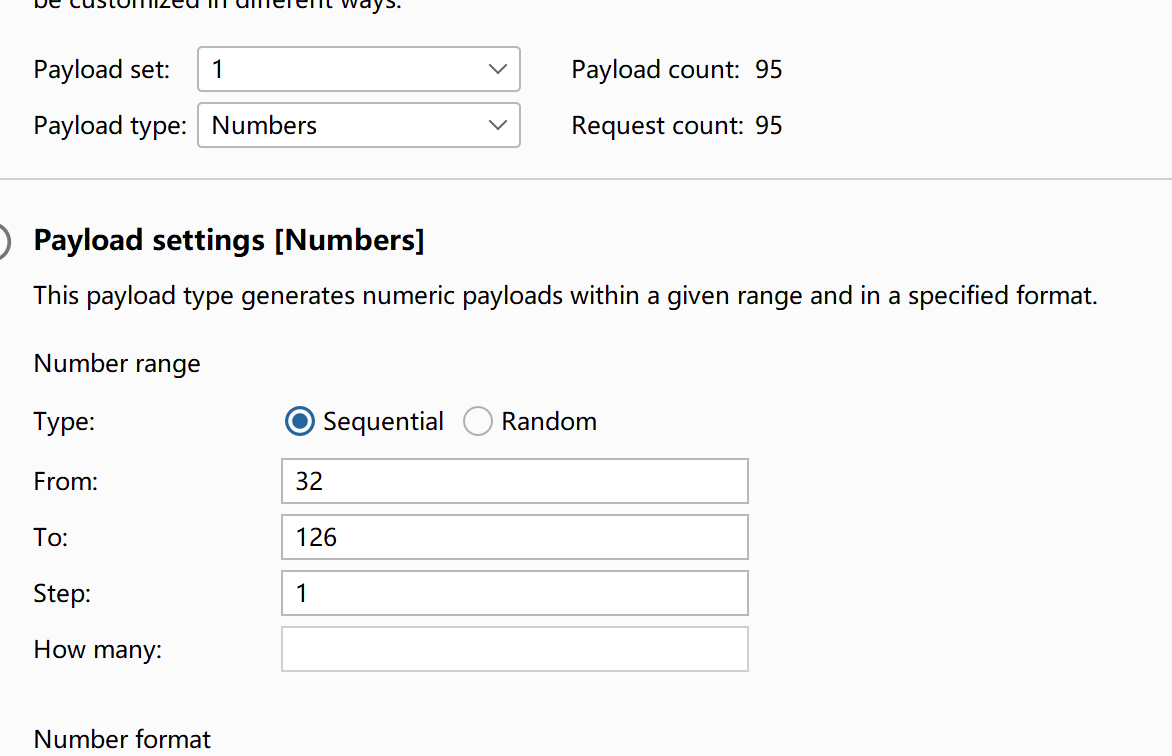 be customized in different ways.
Payload set: 1 Payload count: 95
Payload type: Numbers Request count: 95
Payload settings [Numbers]
This payload type generates numeric payloads within a given range and in a specified format.
Number range
Type: Sequential Random
From: 32
To: 126
Step: 1
How many:
Number format